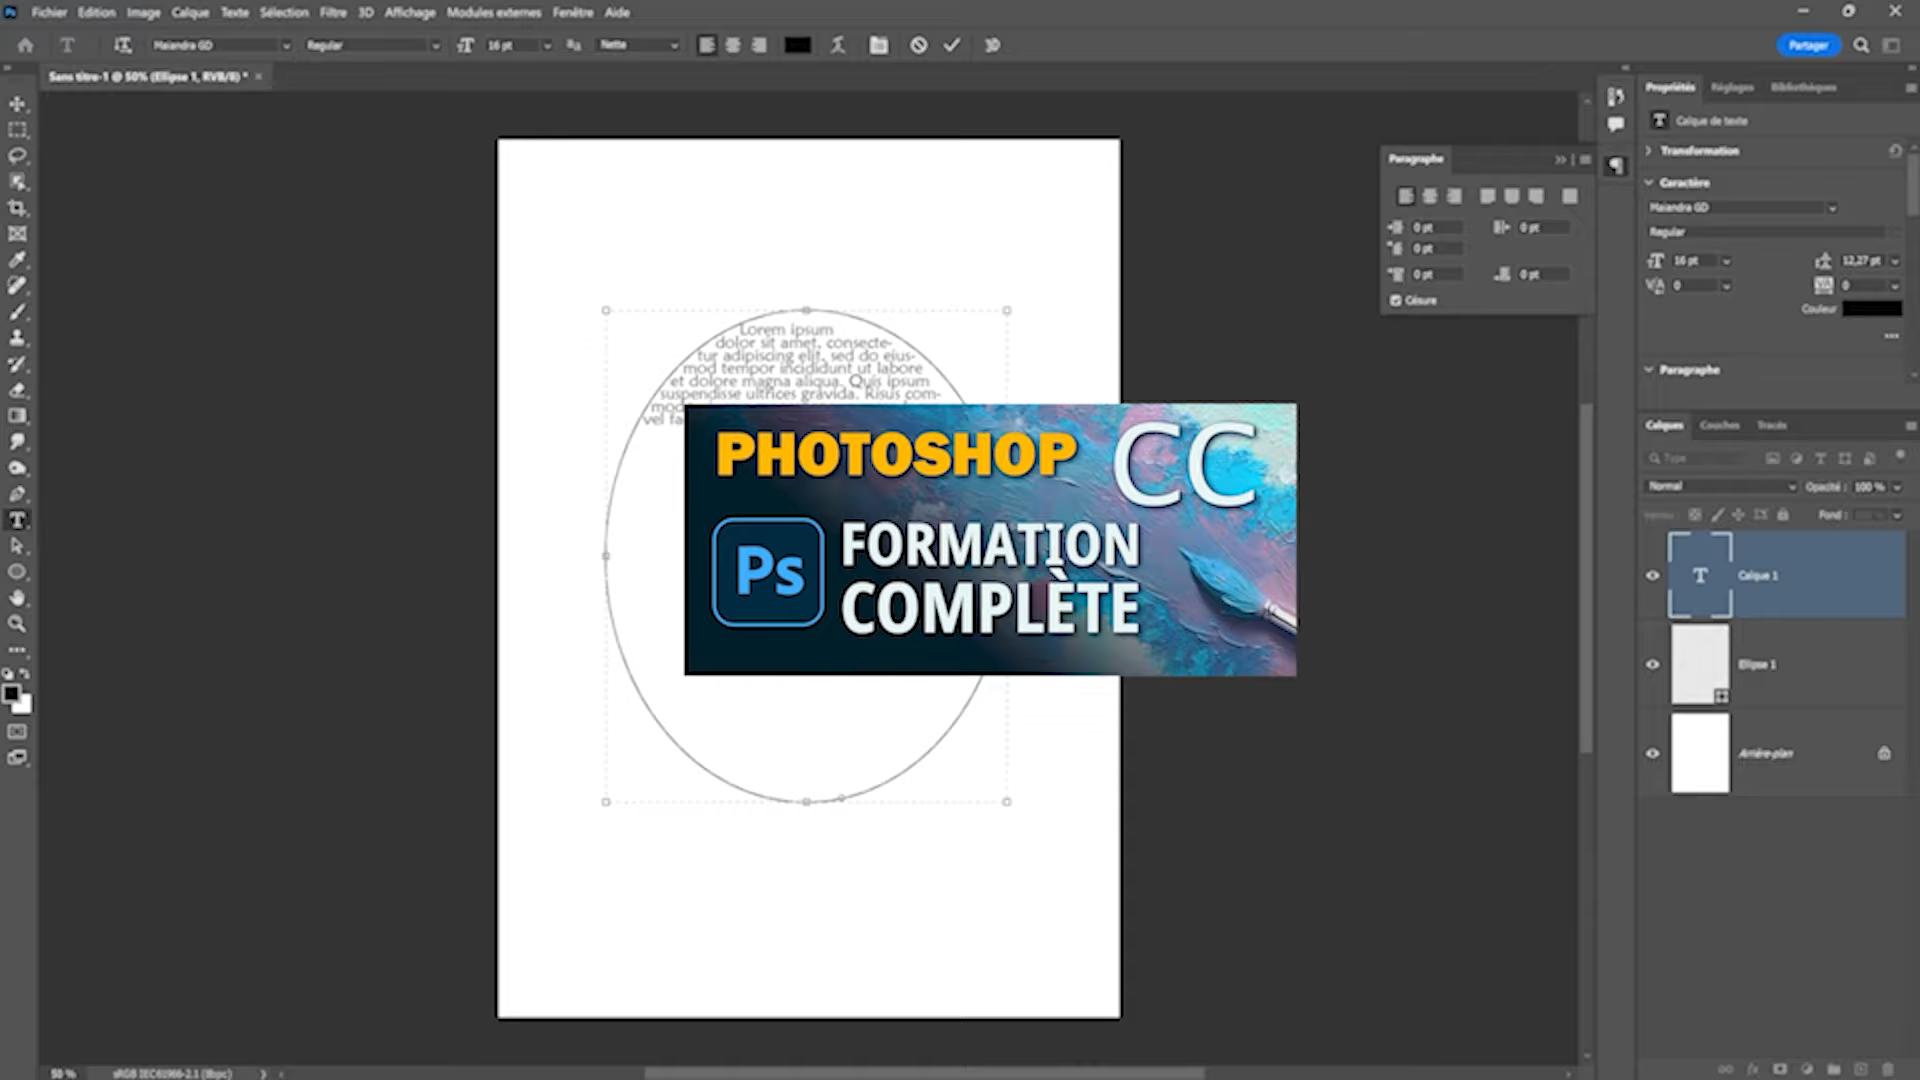 Fichier Edition Image Calque Texte Sélection Filtre 3D Affichage Modules externes Fenêtre Aide
Maiandra GD Regular 16 pt Nette Partager
Sans titre-1 @ 50% (Ellipse 1, RVB/8) *
Propriétés Réglages Bibliothèques
Calque de texte
Transformation
Caractère
Maiandra GD
Regular
16 pt 12,27 pt
0 0
Couleur
Paragraphe
Paragraphe
0 pt 0 pt
0 pt
0 pt 0 pt
Césure
Lorem ipsum
dolor sit amet, consecte-
tur adipiscing elit, sed do eius-
mod tempor incididunt ut labore
et dolore magna aliqua. Quis ipsum
suspendisse ultrices gravida. Risus com-
mod
vel fa
PHOTOSHOP CC
Ps FORMATION
COMPLÈTE
Calques Couches Tracés
Type
Normal Opacité : 100 %
Fond :
T Calque 1
Ellipse 1
Arrière-plan
50 % sRGB IEC61966-2.1 (8bpc)